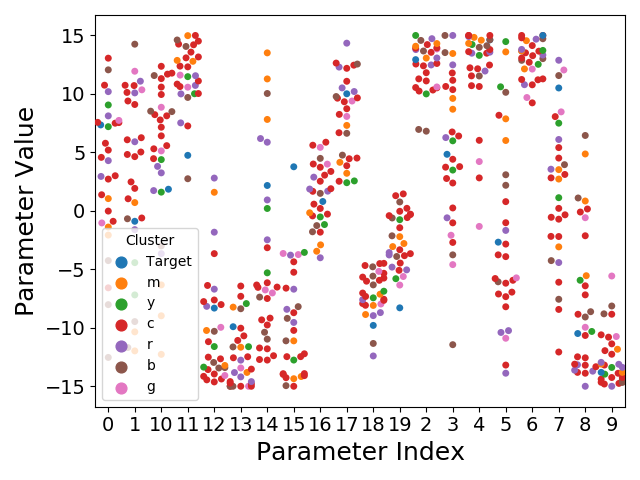 15
10
5
0
−5
−10
−15
Parameter Value
Cluster
Target
m
y
c
r
b
g
0 1 10 11 12 13 14 15 16 17 18 19 2 3 4 5 6 7 8 9
Parameter Index